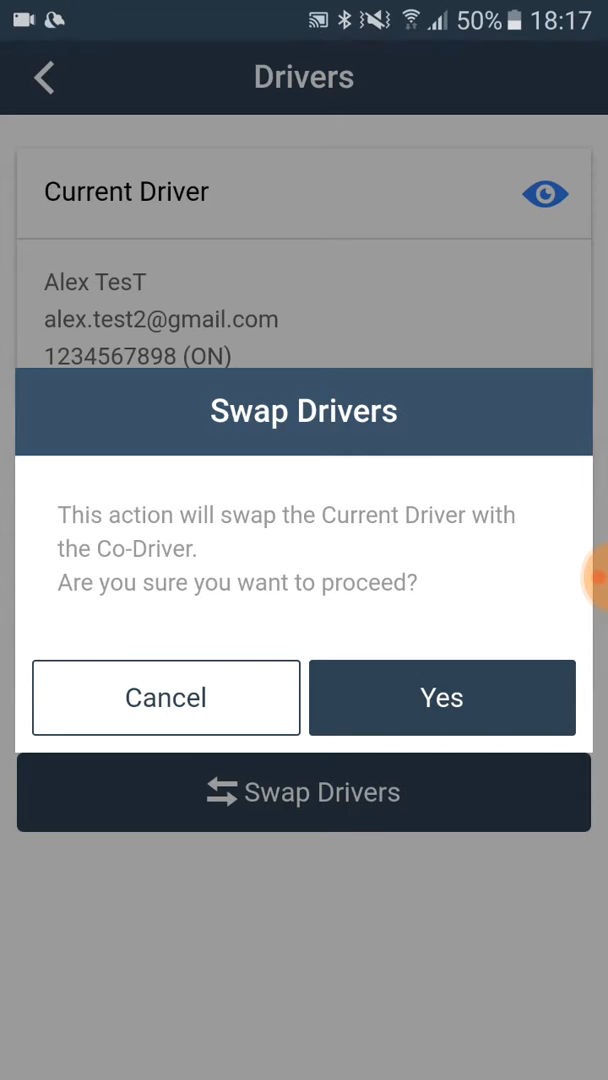 50% 18:17
Drivers
Current Driver
Alex TesT
alex.test2@gmail.com
1234567898 (ON)
Swap Drivers
This action will swap the Current Driver with
the Co-Driver.
Are you sure you want to proceed?
Cancel Yes
Swap Drivers